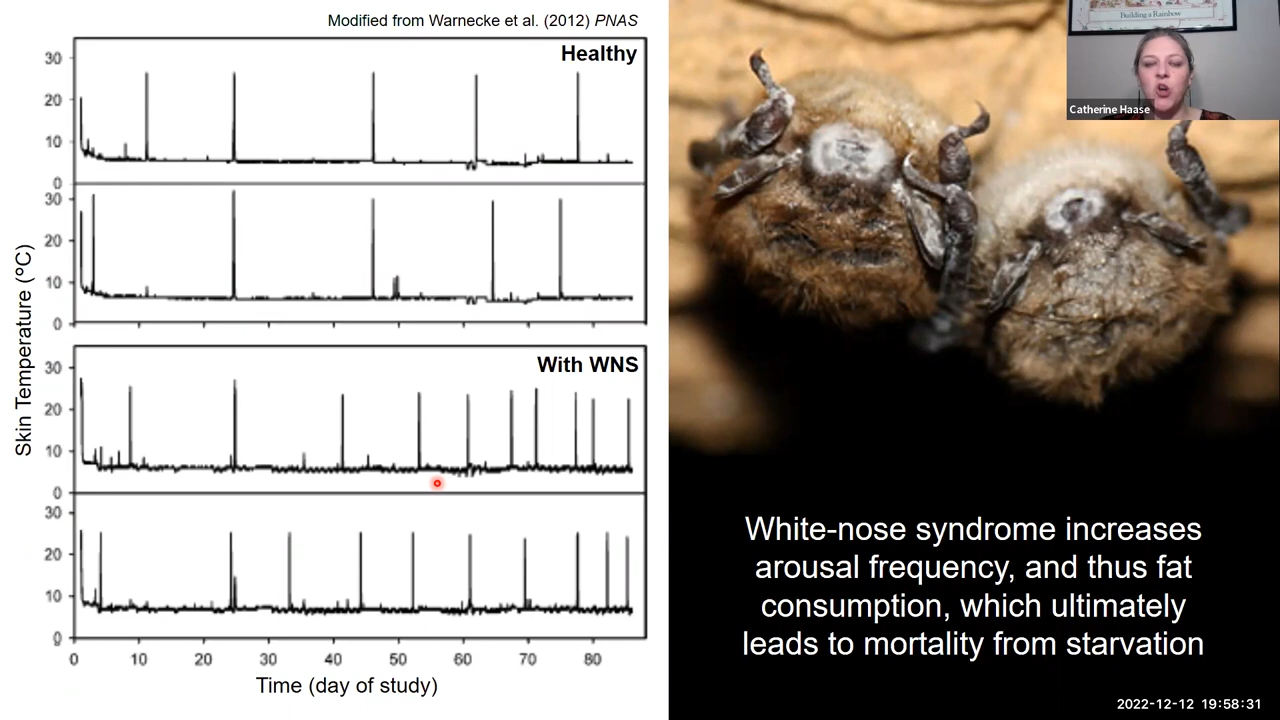 Modified from Warnecke et al. (2012) PNAS
Healthy
30
20
10
0
30
20
10
0
With WNS
30
20
10
0
30
20
10
0
Skin Temperature (°C)
0 10 20 30 40 50 60 70 80
Time (day of study)
Building a Rainbow
Catherine Haase
White-nose syndrome increases
arousal frequency, and thus fat
consumption, which ultimately
leads to mortality from starvation
2022-12-12 19:58:31